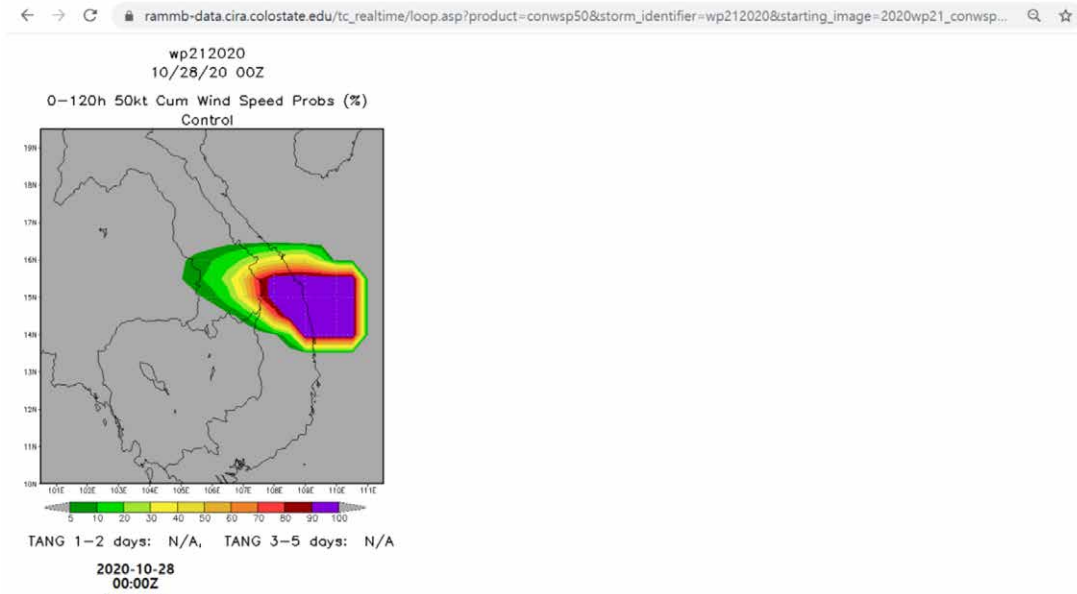 rammb-data.cira.colostate.edu/tc_realtime/loop.asp?product=conwsp50&storm_identifier=wp212020&starting_image=2020wp21_conwsp...
wp212020
10/28/20 00Z
0-120h 50kt Cum Wind Speed Probs (%)
Control
19N
18N
17N
16N
15N
14N
13N
12N
11N
10N
101E 102E 103E 104E 105E 106E 107E 108E 109E 110E 111E
5 10 20 30 40 50 60 70 80 90 100
TANG 1-2 days: N/A, TANG 3-5 days: N/A
2020-10-28
00:00Z